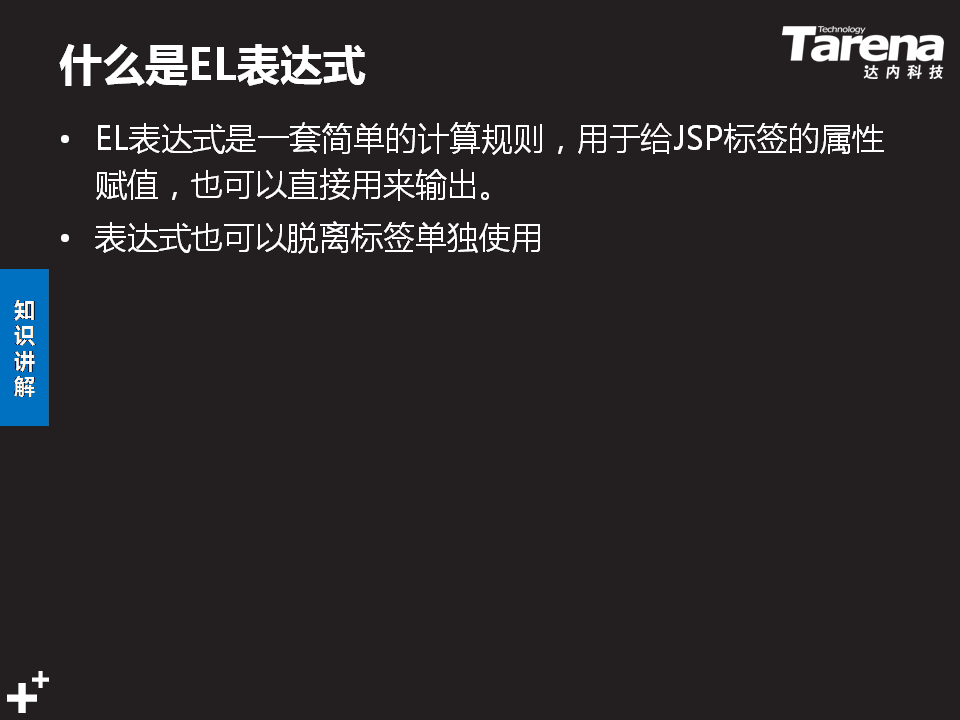 什么是EL表达式
Technology
Tarena
达内科技
• EL表达式是一套简单的计算规则，用于给JSP标签的属性
赋值，也可以直接用来输出。
• 表达式也可以脱离标签单独使用
知
识
讲
解